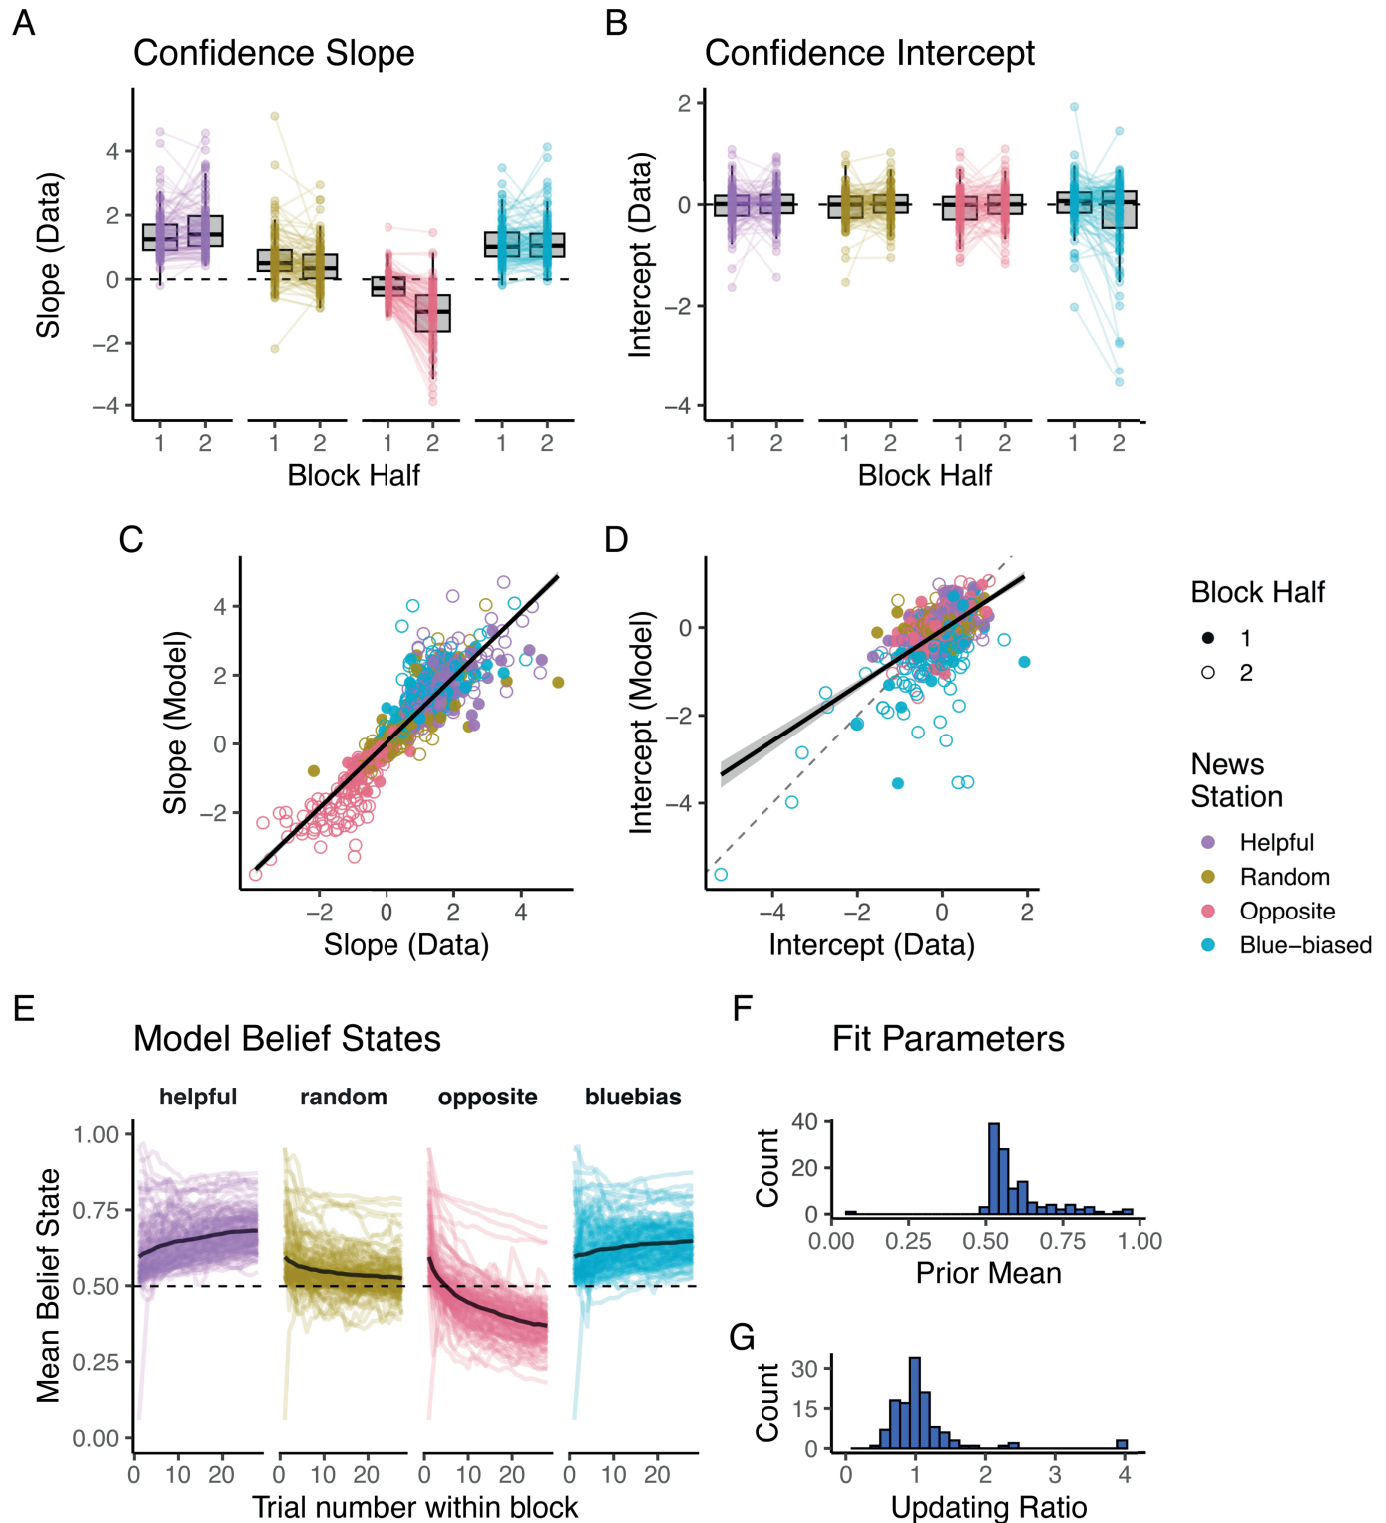 A
B
Confidence Slope
Confidence Intercept
Slope (Data)
4
2
0
−2
−4
1 2 1 2 1 2 1 2
Block Half
Intercept (Data)
2
0
−2
−4
1 2 1 2 1 2 1 2
Block Half
C
D
Slope (Model)
4
2
0
−2
−2 0 2 4
Slope (Data)
Intercept (Model)
0
−2
−4
−4 −2 0 2
Intercept (Data)
Block Half
1
2
News
Station
Helpful
Random
Opposite
Blue−biased
E
F
Model Belief States
Fit Parameters
helpful random opposite bluebias
Mean Belief State
1.00
0.75
0.50
0.25
0.00
0 10 20 0 10 20 0 10 20 0 10 20
Trial number within block
Count
40
20
0
0.00 0.25 0.50 0.75 1.00
Prior Mean
G
Count
30
15
0
0 1 2 3 4
Updating Ratio